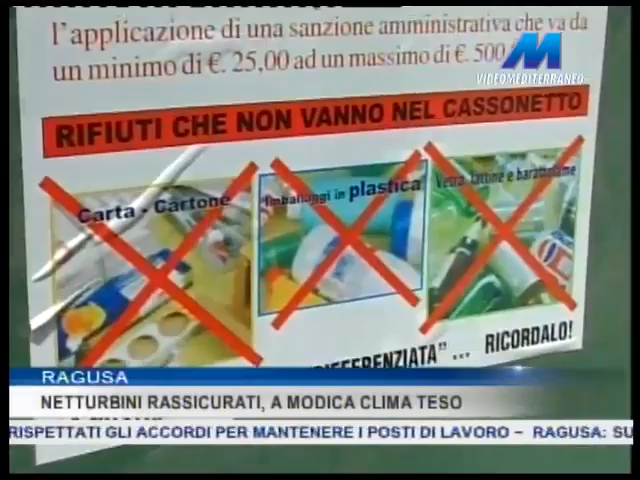 l'applicazione di una sanzione amministrativa che va da
un minimo di €. 25,00 ad un massimo di €. 500
VIDEOMEDITERRANEO
RIFIUTI CHE NON VANNO NEL CASSONETTO
Carta - Cartone
Imballaggi in plastica
Vetro, lattine e barattolame
DIFFERENZIATA" ... RICORDALO!
RAGUSA
NETTURBINI RASSICURATI, A MODICA CLIMA TESO
RISPETTATI GLI ACCORDI PER MANTENERE I POSTI DI LAVORO – RAGUSA: SU